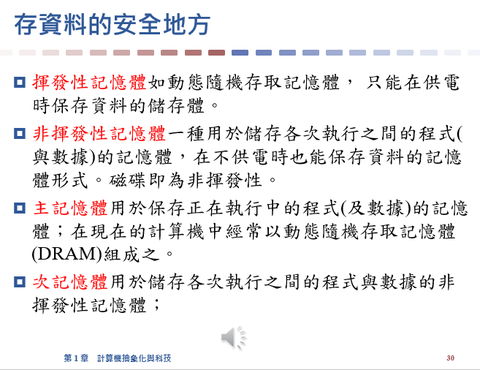 存資料的安全地方
揮發性記憶體如動態隨機存取記憶體， 只能在供電
時保存資料的儲存體。
非揮發性記憶體一種用於儲存各次執行之間的程式(
與數據)的記憶體，在不供電時也能保存資料的記憶
體形式。磁碟即為非揮發性。
主記憶體用於保存正在執行中的程式(及數據)的記憶
體；在現在的計算機中經常以動態隨機存取記憶體
(DRAM)組成之。
次記憶體用於儲存各次執行之間的程式與數據的非
揮發性記憶體；
第 1 章 計算機抽象化與科技
30